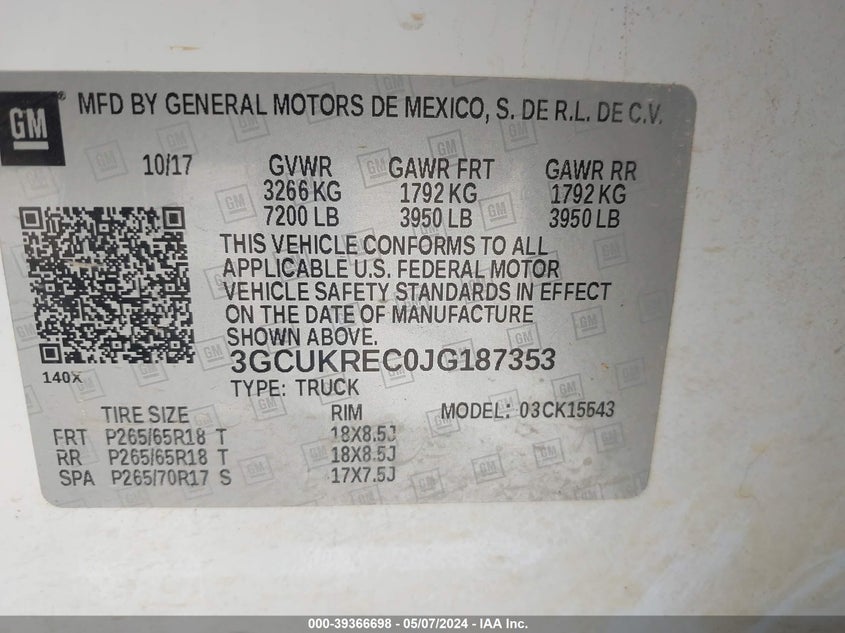 GM ® MFD BY GENERAL MOTORS DE MEXICO, S. DE R.L. DE C.V.
10/17 GVWR GAWR FRT GAWR RR
3266 KG 1792 KG 1792 KG
7200 LB 3950 LB 3950 LB
THIS VEHICLE CONFORMS TO ALL
APPLICABLE U.S. FEDERAL MOTOR
VEHICLE SAFETY STANDARDS IN EFFECT
ON THE DATE OF MANUFACTURE
SHOWN ABOVE.
3GCUKREC0JG187353
140X TYPE: TRUCK
TIRE SIZE RIM MODEL: 03CK15543
FRT P265/65R18 T 18X8.5J
RR P265/65R18 T 18X8.5J
SPA P265/70R17 S 17X7.5J
000-39366698 - 05/07/2024 - IAA Inc.